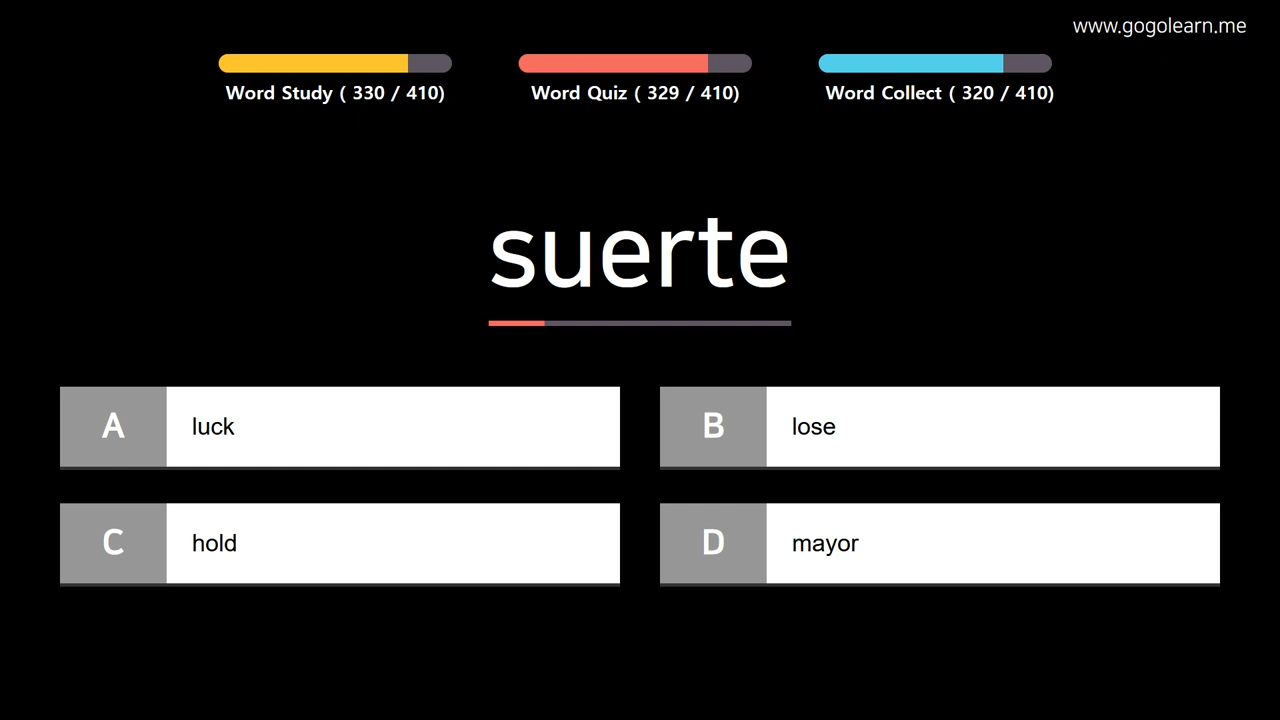 www.gogolearn.me
Word Study ( 330 / 410)
Word Quiz ( 329 / 410)
Word Collect ( 320 / 410)
suerte
A
luck
B
lose
C
hold
D
mayor